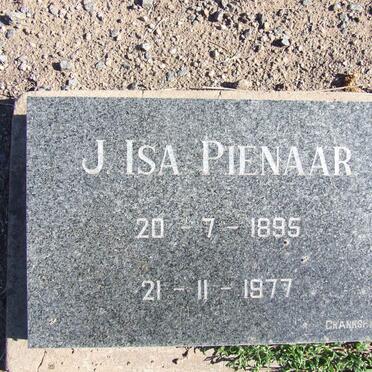 J. ISA PIENAAR
20 - 7 - 1895
21 - 11 - 1977